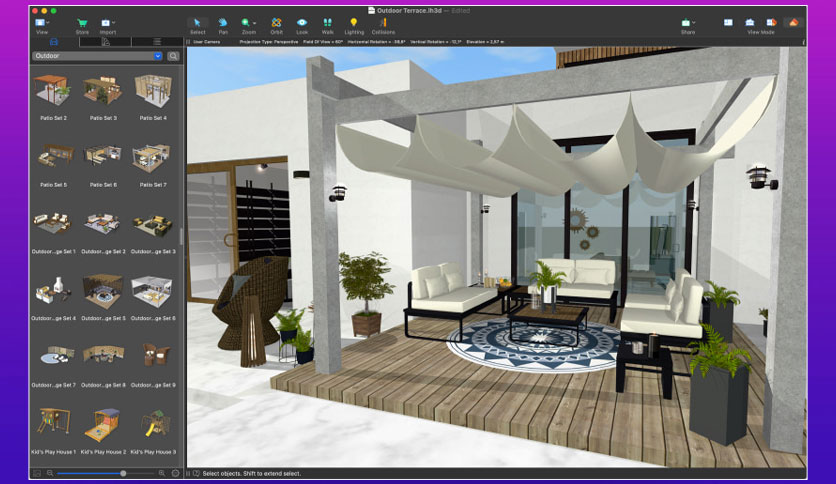 Outdoor Terrace.lh3d — Edited
View
Store
Import
Select
Pan
Zoom
Orbit
Look
Walk
Lighting
Collisions
Share
View Mode
User Camera
Projection Type: Perspective
Outdoor
Select objects. Shift to extend select.
Patio Set 2
Patio Set 3
Patio Set 4
Patio Set 5
Patio Set 6
Patio Set 7
Outdoor...ge Set 1
Outdoor...ge Set 2
Outdoor...ge Set 3
Outdoor...ge Set 4
Outdoor...ge Set 5
Outdoor...ge Set 6
Outdoor...ge Set 7
Outdoor...ge Set 8
Outdoor...ge Set 9
Kid's Play House 1
Kid's Play House 2
Kid's Play House 3